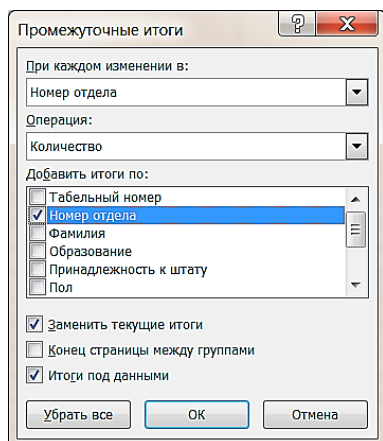 Промежуточные итоги
При каждом изменении в:
Номер отдела
Операция:
Количество
Добавить итоги по:
Табельный номер
Номер отдела
Фамилия
Образование
Принадлежность к штату
Пол
Заменить текущие итоги
Конец страницы между группами
Итоги под данными
Убрать все
ОК
Отмена